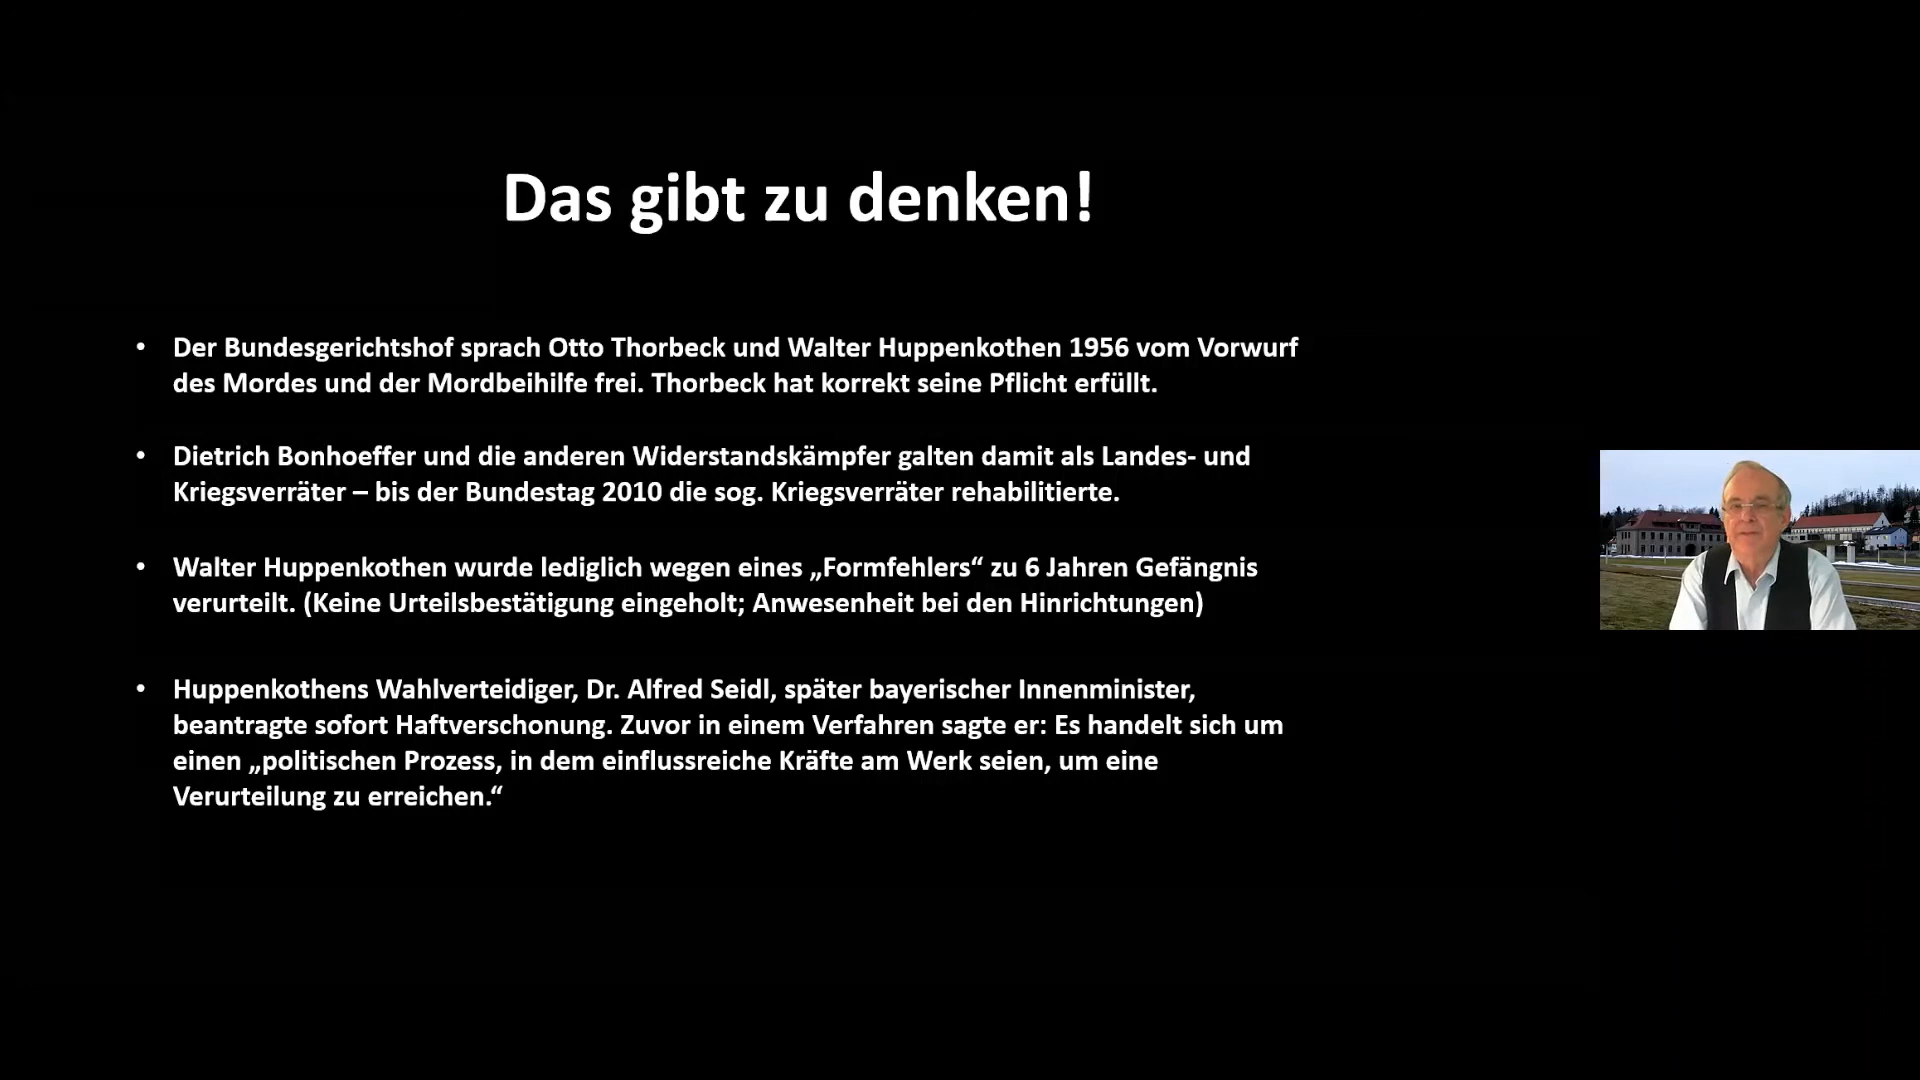 Das gibt zu denken!
• Der Bundesgerichtshof sprach Otto Thorbeck und Walter Huppenkothen 1956 vom Vorwurf
des Mordes und der Mordbeihilfe frei. Thorbeck hat korrekt seine Pflicht erfüllt.
• Dietrich Bonhoeffer und die anderen Widerstandskämpfer galten damit als Landes- und
Kriegsverräter – bis der Bundestag 2010 die sog. Kriegsverräter rehabilitierte.
• Walter Huppenkothen wurde lediglich wegen eines „Formfehlers“ zu 6 Jahren Gefängnis
verurteilt. (Keine Urteilsbestätigung eingeholt; Anwesenheit bei den Hinrichtungen)
• Huppenkothens Wahlverteidiger, Dr. Alfred Seidl, später bayerischer Innenminister,
beantragte sofort Haftverschonung. Zuvor in einem Verfahren sagte er: Es handelt sich um
einen „politischen Prozess, in dem einflussreiche Kräfte am Werk seien, um eine
Verurteilung zu erreichen.“